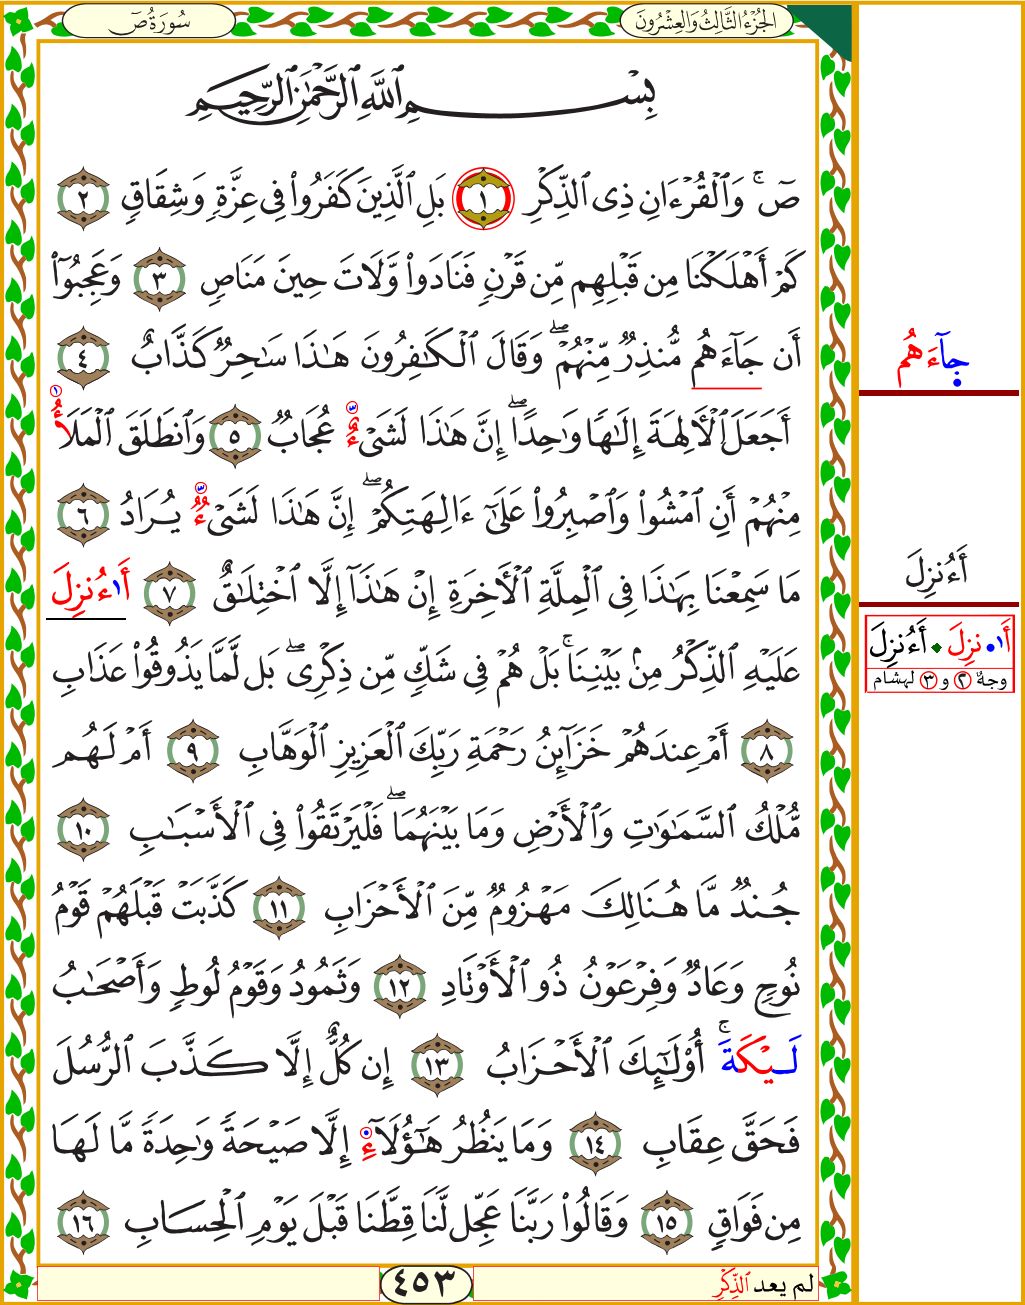 سُورَةُ صٓ
الجُزْءُ الثَّالِثُ وَالعِشْرُونَ
بِسْمِ ٱللَّهِ ٱلرَّحْمَٰنِ ٱلرَّحِيمِ
صٓ ۚ وَٱلْقُرْءَانِ ذِى ٱلذِّكْرِ ١ بَلِ ٱلَّذِينَ كَفَرُوا۟ فِى عِزَّةٍ وَشِقَاقٍ ٢
كَمْ أَهْلَكْنَا مِن قَبْلِهِم مِّن قَرْنٍ فَنَادَوا۟ وَّلَاتَ حِينَ مَنَاصٍ ٣ وَعَجِبُوٓا۟
أَن جَآءَهُم مُّنذِرٌ مِّنْهُمْ ۖ وَقَالَ ٱلْكَٰفِرُونَ هَٰذَا سَٰحِرٌ كَذَّابٌ ٤
أَجَعَلَ ٱلْأَلِهَةَ إِلَٰهًا وَٰحِدًا ۖ إِنَّ هَٰذَا لَشَىْءٌ عُجَابٌ ٥ وَٱنطَلَقَ ٱلْمَلَأُ
مِنْهُمْ أَنِ ٱمْشُوا۟ وَٱصْبِرُوا۟ عَلَىٰٓ ءَالِهَتِكُمْ ۖ إِنَّ هَٰذَا لَشَىْءٌ يُرَادُ ٦
مَا سَمِعْنَا بِهَٰذَا فِى ٱلْمِلَّةِ ٱلْأَخِرَةِ إِنْ هَٰذَآ إِلَّا ٱخْتِلَٰقٌ ٧ أَا۟ءُنزِلَ
عَلَيْهِ ٱلذِّكْرُ مِنۢ بَيْنِنَا ۚ بَلْ هُمْ فِى شَكٍّ مِّن ذِكْرِى ۖ بَل لَّمَّا يَذُوقُوا۟ عَذَابِ
٨ أَمْ عِندَهُمْ خَزَآئِنُ رَحْمَةِ رَبِّكَ ٱلْعَزِيزِ ٱلْوَهَّابِ ٩ أَمْ لَهُم
مُّلْكُ ٱلسَّمَٰوَٰتِ وَٱلْأَرْضِ وَمَا بَيْنَهُمَا ۖ فَلْيَرْتَقُوا۟ فِى ٱلْأَسْبَٰبِ ١٠
جُندٌ مَّا هُنَالِكَ مَهْزُومٌ مِّنَ ٱلْأَحْزَابِ ١١ كَذَّبَتْ قَبْلَهُمْ قَوْمُ
نُوحٍ وَعَادٌ وَفِرْعَوْنُ ذُو ٱلْأَوْتَادِ ١٢ وَثَمُودُ وَقَوْمُ لُوطٍ وَأَصْحَٰبُ
لَيْكَةَ ۚ أُو۟لَٰٓئِكَ ٱلْأَحْزَابُ ١٣ إِن كُلٌّ إِلَّا كَذَّبَ ٱلرُّسُلَ
فَحَقَّ عِقَابِ ١٤ وَمَا يَنظُرُ هَٰٓؤُلَآءِ إِلَّا صَيْحَةً وَٰحِدَةً مَّا لَهَا
مِن فَوَاقٍ ١٥ وَقَالُوا۟ رَبَّنَا عَجِّل لَّنَا قِطَّنَا قَبْلَ يَوْمِ ٱلْحِسَابِ ١٦
جَآءَهُم
أَءُنزِلَ
أَا۟نزِلَ • أَءُنزِلَ
وجة ٢ و ٣ لهشام
لم يعد ٱلذِّكْرِ
٤٥٣